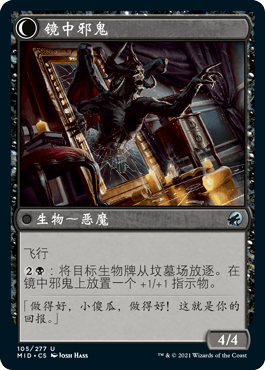 镜中邪鬼
生物～恶魔
飞行
2：将目标生物牌从坟墓场放逐。在
镜中邪鬼上放置一个 +1/+1 指示物。
「做得好，小傻瓜，做得好！这就是你的
回报。」
4/4
105/277 U
MID • CS Josh Hass
™ & © 2021 Wizards of the Coast